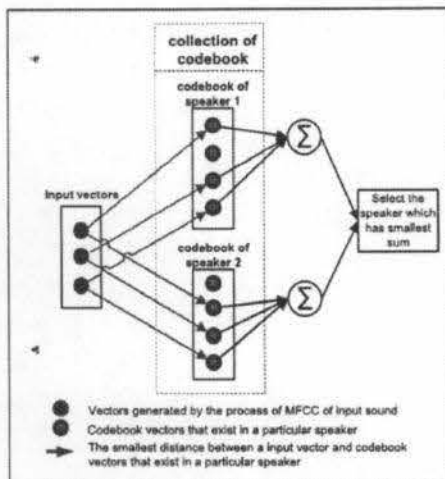 collection of
codebook
codebook of
speaker 1
Input vectors
codebook of
speaker 2
Σ
Σ
Select the
speaker which
has smallest
sum
Vectors generated by the process of MFCC of input sound
Codebook vectors that exist in a particular speaker
The smallest distance between a input vector and codebook
vectors that exist in a particular speaker